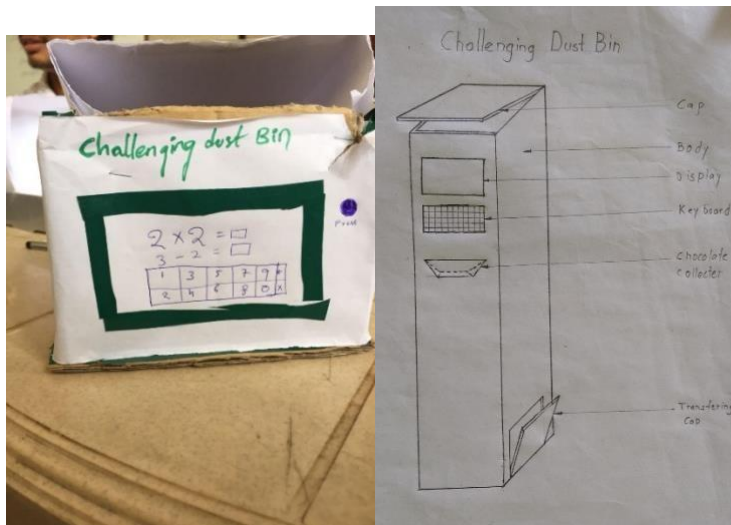 Challenging dust Bin
2 × 2 =
3 - 2 =
1 3 5 7 9
2 4 6 8 0 x
Challenging Dust Bin
Cap
Body
Display
Key board
Chocolate
Collecter
Transfering
Cap